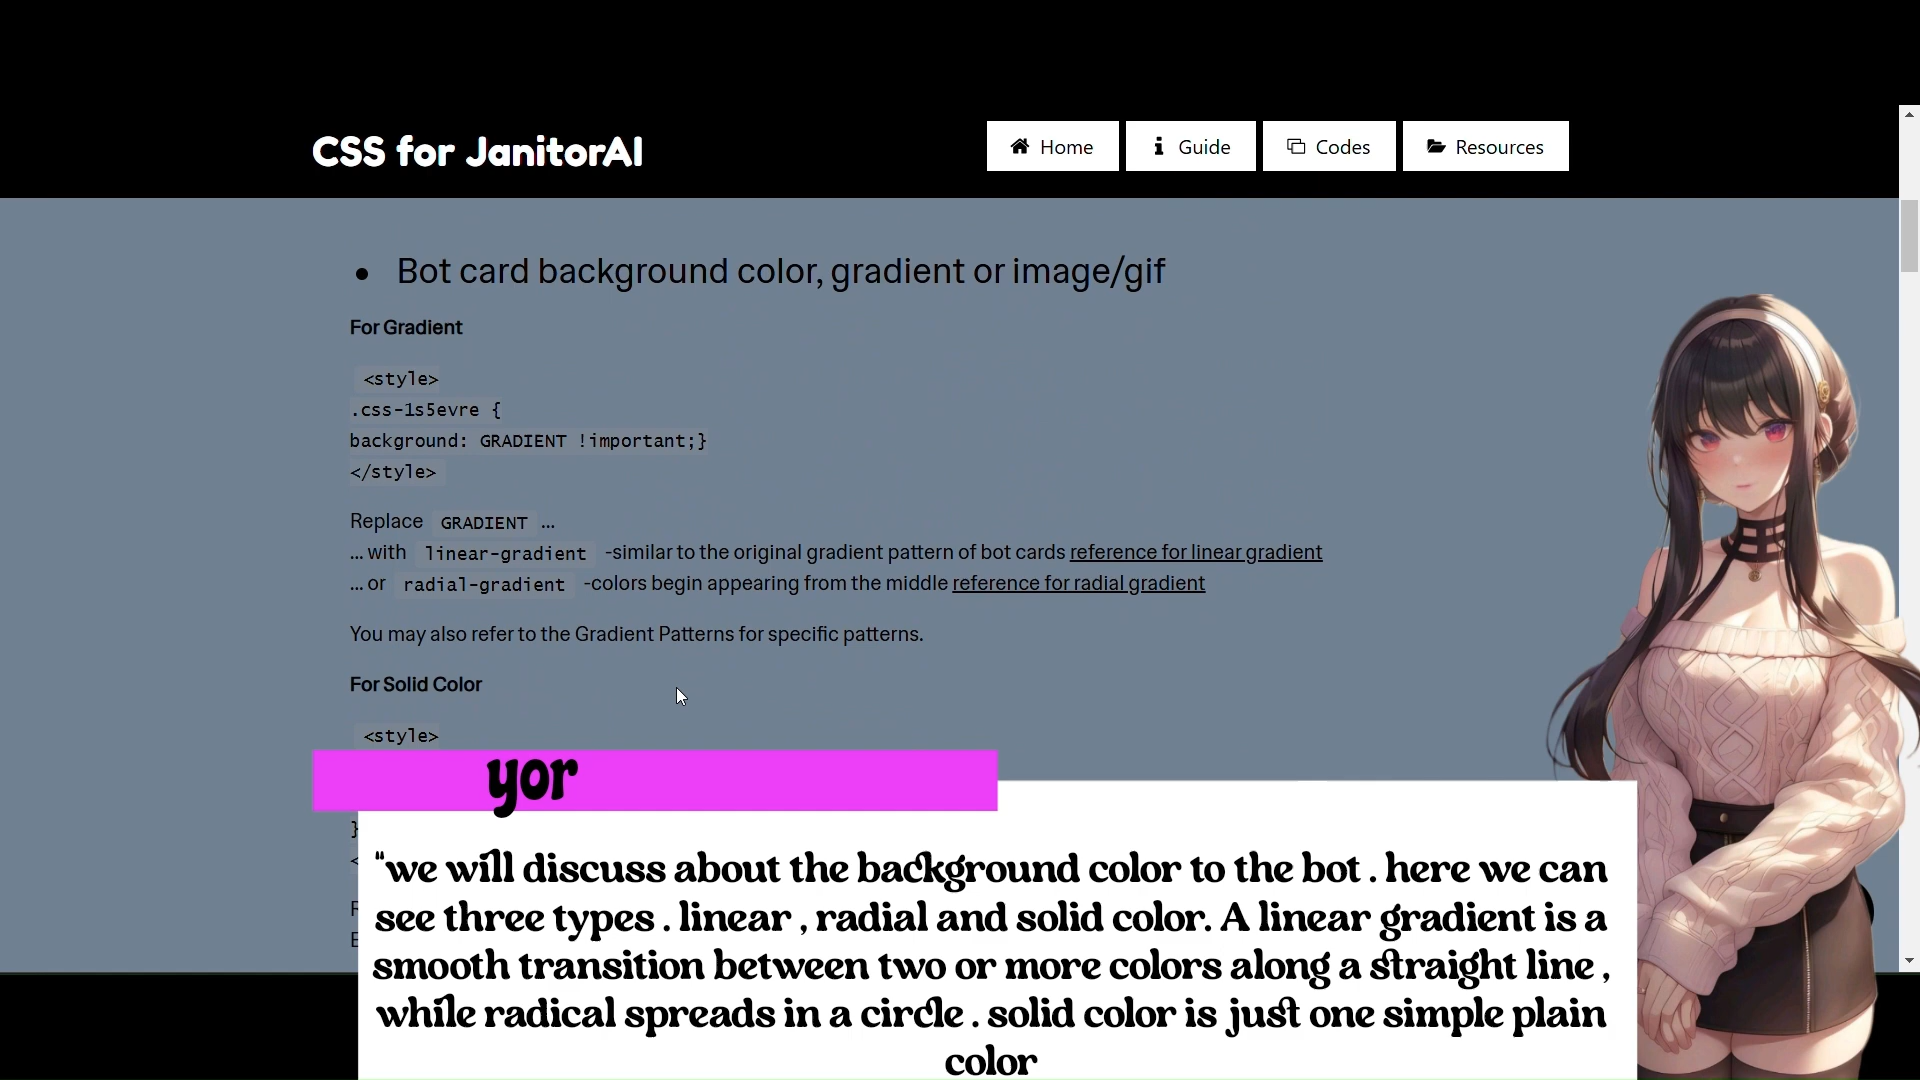 CSS for JanitorAI
Home
Guide
Codes
Resources
• Bot card background color, gradient or image/gif
For Gradient
<style>
.css-1s5evre {
background: GRADIENT !important;}
</style>
Replace GRADIENT ...
... with linear-gradient -similar to the original gradient pattern of bot cards reference for linear gradient
... or radial-gradient -colors begin appearing from the middle reference for radial gradient
You may also refer to the Gradient Patterns for specific patterns.
For Solid Color
<style>
yor
}
<
"we will discuss about the background color to the bot . here we can
see three types . linear , radial and solid color. A linear gradient is a
smooth transition between two or more colors along a straight line ,
while radical spreads in a circle . solid color is just one simple plain
color